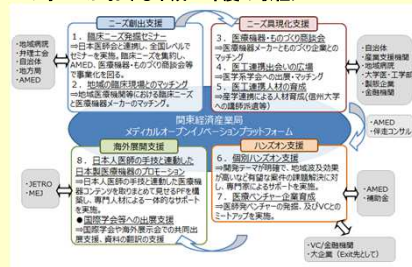 ニーズ創出支援
1．臨床ニーズ発掘セミナー
⇒日本医師会と連携し、全国レベルで
セミナーを実施。臨床ニーズを集約し、
AMED、医療機器・ものづくり商談会等
で事業化を図る。
2．地域の臨床現場とのマッチング
⇒地域医療機関等における臨床ニーズ
と医療機器メーカーのマッチング。
・地域病院
・弁理士会
・自治体
・地方局
・AMED
ニーズ具現化支援
3．医療機器・ものづくり商談会
⇒医療機器メーカーとものづくり企業との
マッチング
4．医工連携出会いの広場
⇒医学系学会への出展・マッチング
5．医工連携人材の育成
⇒産学連携による人材育成（信州大学
への講師派遣等）
・自治体
・産業支援機関
・地域病院
・大学医・工学部
・製販企業
・金融機関
関東経済産業局
メディカルオープンイノベーションプラットフォーム
・AMED
・伴走コンサル
海外展開支援
8．日本人医師の手技と連動した
日本製医療機器のプロモーション
⇒日本人医師の手技と連動した医療機
器コンテンツを取りまとめて見せるPFを構
築し、専門人材による一体的なサポート
を実施。
●国際学会等への出展支援
⇒国際学会や海外展示会での共同出
展支援、資料の翻訳の支援
・JETRO
・MEJ
ハンズオン支援
6．個別ハンズオン支援
⇒開発テーマが明確で、地域波及効果
が高いなど有望な案件の課題解決に対
し、専門家によるサポートを実施。
7．医療ベンチャー企業育成
⇒医師発ベンチャーの発掘、及びVCとの
ミートアップを実施。
・AMED
・補助金
・VC/金融機関
・大企業（Exit先として）